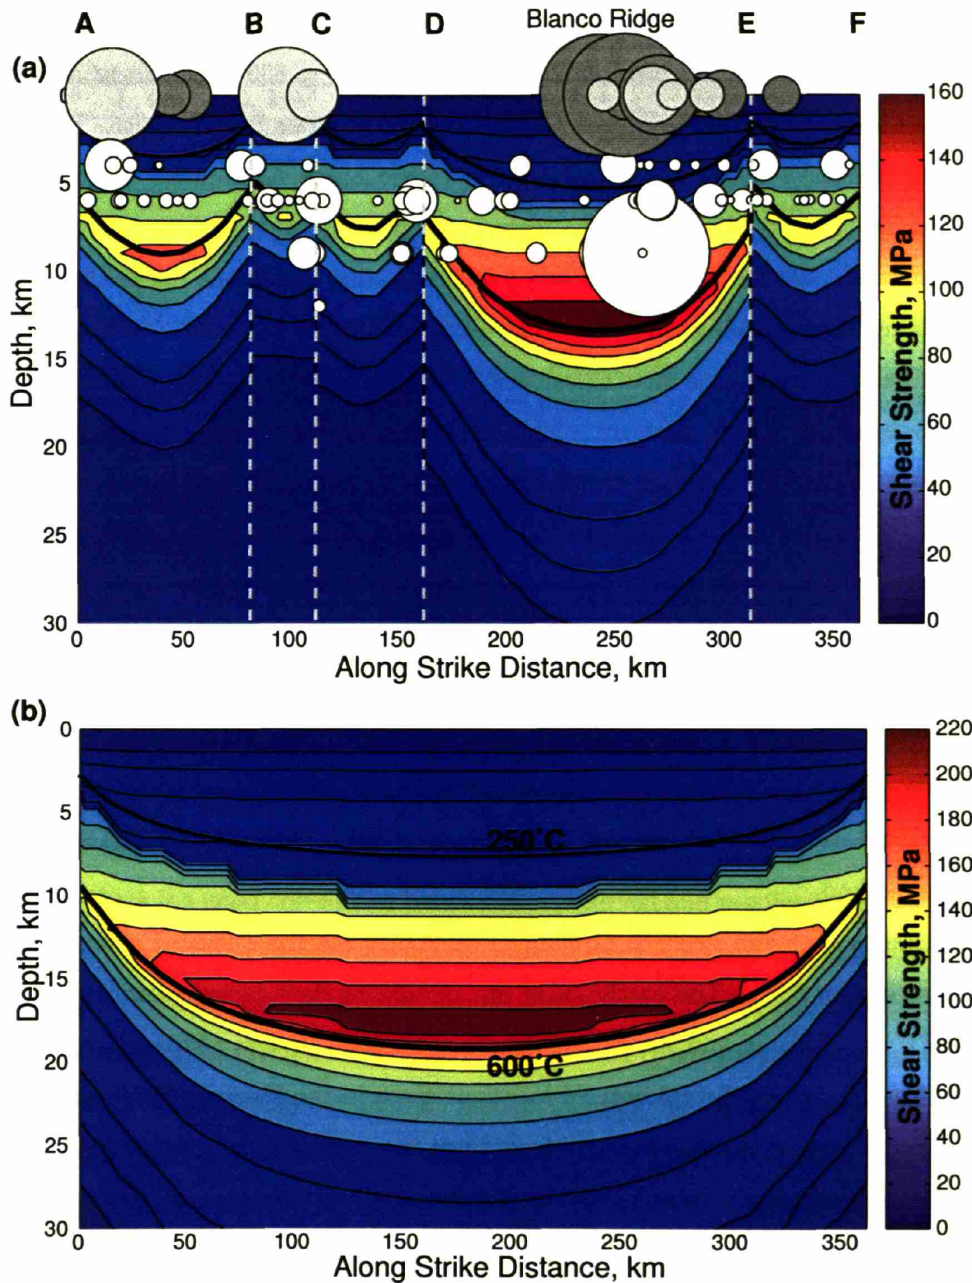 Blanco Ridge
A B C D E F
(a)
0
5
10
15
20
25
30
Depth, km
0 50 100 150 200 250 300 350
Along Strike Distance, km
160
140
120
100
80
60
40
20
0
Shear Strength, MPa
(b)
0
5
10
15
20
25
30
Depth, km
250°C
600°C
0 50 100 150 200 250 300 350
Along Strike Distance, km
220
200
180
160
140
120
100
80
60
40
20
0
Shear Strength, MPa